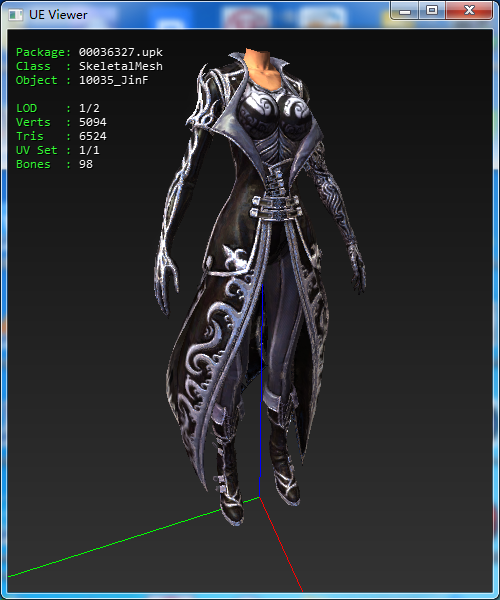 UE Viewer
Package: 00036327.upk
Class  : SkeletalMesh
Object : 10035_JinF
LOD    : 1/2
Verts  : 5094
Tris   : 6524
UV Set : 1/1
Bones  : 98